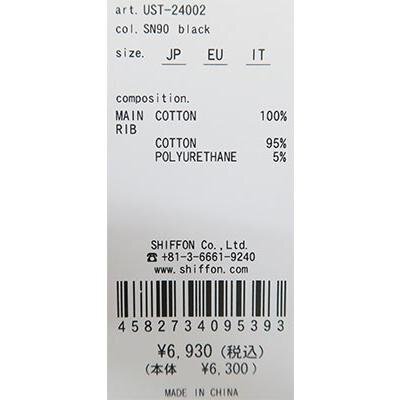 art. UST-24002
col. SN90 black
size. JP EU IT
composition.
MAIN COTTON 100%
RIB
COTTON 95%
POLYURETHANE 5%
SHIFFON Co., Ltd.
☎+81-3-6661-9240
www.shiffon.com
4582734095393
¥6,930(税込)
(本体 ¥6,300)
MADE IN CHINA